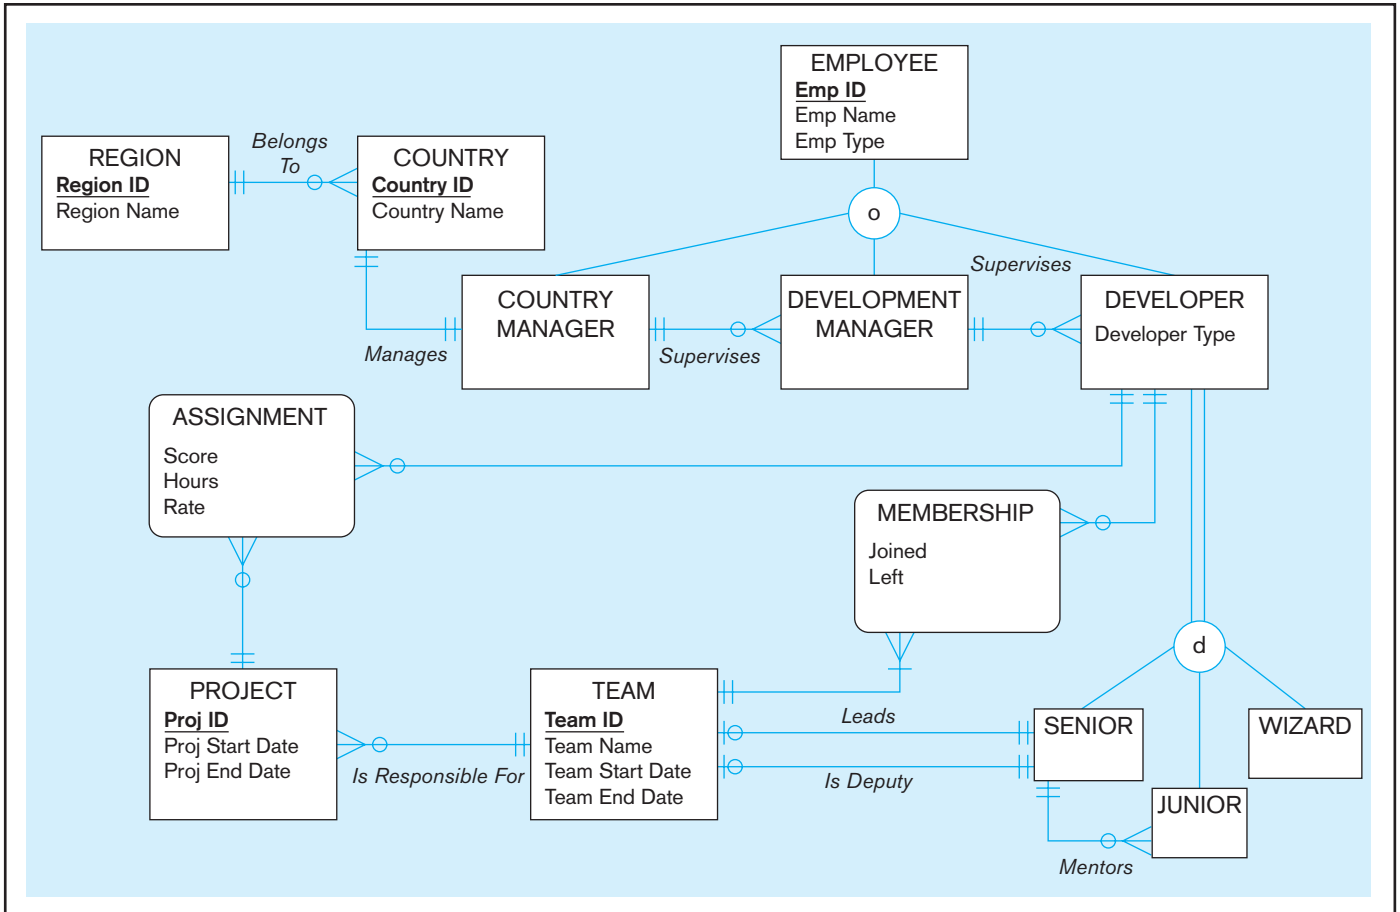 EMPLOYEE
Emp ID
Emp Name
Emp Type
REGION
Region ID
Region Name
Belongs
To
COUNTRY
Country ID
Country Name
o
Supervises
COUNTRY
MANAGER
DEVELOPMENT
MANAGER
DEVELOPER
Developer Type
Manages
Supervises
ASSIGNMENT
Score
Hours
Rate
MEMBERSHIP
Joined
Left
d
PROJECT
Proj ID
Proj Start Date
Proj End Date
Is Responsible For
TEAM
Team ID
Team Name
Team Start Date
Team End Date
Leads
Is Deputy
SENIOR
WIZARD
JUNIOR
Mentors